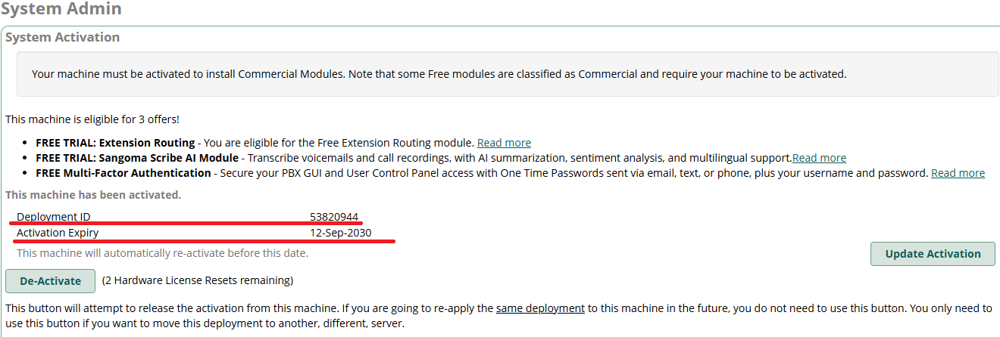 System Admin
System Activation
Your machine must be activated to install Commercial Modules. Note that some Free modules are classified as Commercial and require your machine to be activated.
This machine is eligible for 3 offers!
• FREE TRIAL: Extension Routing - You are eligible for the Free Extension Routing module. Read more
• FREE TRIAL: Sangoma Scribe AI Module - Transcribe voicemails and call recordings, with AI summarization, sentiment analysis, and multilingual support.Read more
• FREE Multi-Factor Authentication - Secure your PBX GUI and User Control Panel access with One Time Passwords sent via email, text, or phone, plus your username and password. Read more
This machine has been activated.
Deployment ID 53820944
Activation Expiry 12-Sep-2030
This machine will automatically re-activate before this date.
Update Activation
De-Activate (2 Hardware License Resets remaining)
This button will attempt to release the activation from this machine. If you are going to re-apply the same deployment to this machine in the future, you do not need to use this button. You only need to
use this button if you want to move this deployment to another, different, server.